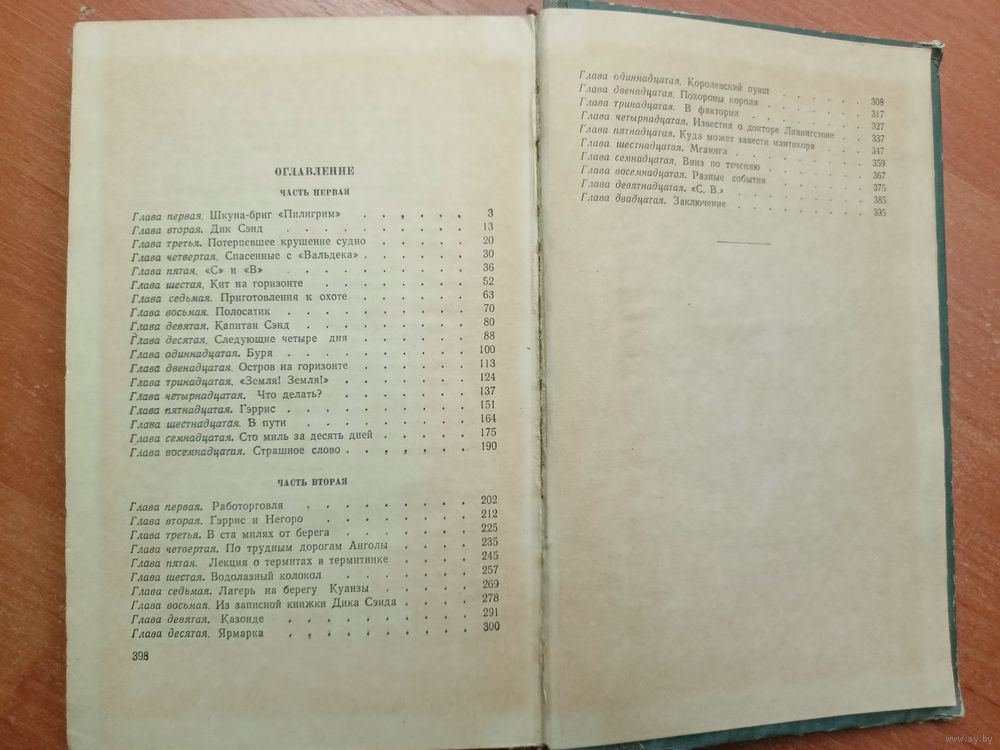 ОГЛАВЛЕНИЕ
ЧАСТЬ ПЕРВАЯ
Глава первая. Шкуна-бриг «Пилигрим» . . . . . . 3
Глава вторая. Дик Сэнд . . . . . . . . . 13
Глава третья. Потерпевшее крушение судно . . . . . 20
Глава четвертая. Спасенные с «Вальдека» . . . . . . 30
Глава пятая. «С» и «В» . . . . . . . . . 36
Глава шестая. Кит на горизонте . . . . . . . 52
Глава седьмая. Приготовления к охоте . . . . . . 63
Глава восьмая. Полосатик . . . . . . . . 70
Глава девятая. Капитан Сэнд . . . . . . . . 80
Глава десятая. Следующие четыре дня . . . . . . 88
Глава одиннадцатая. Буря . . . . . . . . . 100
Глава двенадцатая. Остров на горизонте . . . . . . 113
Глава тринадцатая. «Земля! Земля!» . . . . . . . 124
Глава четырнадцатая. Что делать? . . . . . . . 137
Глава пятнадцатая. Гэррис . . . . . . . . . 151
Глава шестнадцатая. В пути . . . . . . . . 164
Глава семнадцатая. Сто миль за десять дней . . . . . 175
Глава восемнадцатая. Страшное слово . . . . . . . 190
ЧАСТЬ ВТОРАЯ
Глава первая. Работорговля . . . . . . . . . 202
Глава вторая. Гэррис и Негоро . . . . . . . . 212
Глава третья. В ста милях от берега . . . . . . . 225
Глава четвертая. По трудным дорогам Анголы . . . . 235
Глава пятая. Лекция о термитах в термитнике . . . . 245
Глава шестая. Водолазный колокол . . . . . . . 257
Глава седьмая. Лагерь на берегу Куанзы . . . . . . 269
Глава восьмая. Из записной книжки Дика Сэнда . . . . 278
Глава девятая. Казонде . . . . . . . . . . 291
Глава десятая. Ярмарка . . . . . . . . . 300
398
Глава одиннадцатая. Королевский пунш . . . . . . 308
Глава двенадцатая. Похороны короля . . . . . . 317
Глава тринадцатая. В фактории . . . . . . . 327
Глава четырнадцатая. Известия о докторе Ливингстоне . . 337
Глава пятнадцатая. Куда может завести мантикора . . . 347
Глава шестнадцатая. Мгаинга . . . . . . . . 359
Глава семнадцатая. Вниз по течению . . . . . . 367
Глава восемнадцатая. Разные события . . . . . . 375
Глава девятнадцатая. «С. В.» . . . . . . . . 385
Глава двадцатая. Заключение . . . . . . . . 395
www.ay.by